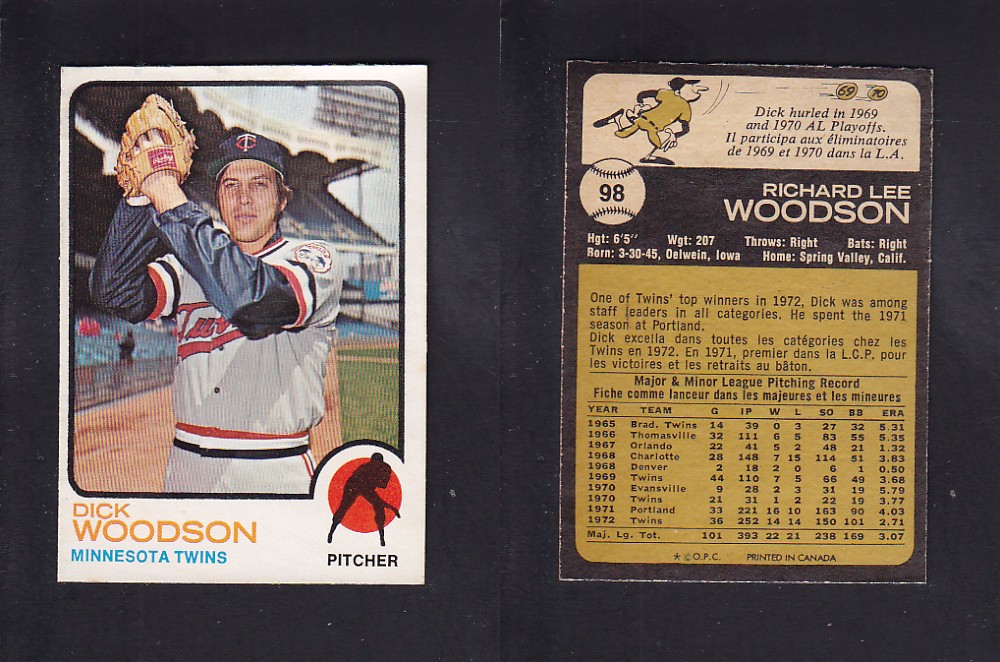 DICK
WOODSON
MINNESOTA TWINS
PITCHER
69 70
Dick hurled in 1969
and 1970 AL Playoffs.
Il participa aux éliminatoires
de 1969 et 1970 dans la L.A.
98
RICHARD LEE
WOODSON
Hgt: 6'5" Wgt: 207 Throws: Right Bats: Right
Born: 3-30-45, Oelwein, Iowa Home: Spring Valley, Calif.
One of Twins' top winners in 1972, Dick was among
staff leaders in all categories. He spent the 1971
season at Portland.
Dick excella dans toutes les catégories chez les
Twins en 1972. En 1971, premier dans la L.C.P. pour
les victoires et les retraits au bâton.
Major & Minor League Pitching Record
Fiche comme lanceur dans les majeures et les mineures
YEAR TEAM G IP W L SO BB ERA
1965 Brad. Twins 14 39 0 3 27 32 5.31
1966 Thomasville 32 111 6 5 83 55 5.35
1967 Orlando 22 41 5 2 48 21 1.32
1968 Charlotte 28 148 7 15 114 51 3.83
1968 Denver 2 18 2 0 6 1 0.50
1969 Twins 44 110 7 5 66 49 3.68
1970 Evansville 9 28 2 3 31 19 5.79
1970 Twins 21 31 1 2 22 19 3.77
1971 Portland 33 221 16 10 163 90 4.03
1972 Twins 36 252 14 14 150 101 2.71
Maj. Lg. Tot. 101 393 22 21 238 169 3.07
* © O.P.C. PRINTED IN CANADA